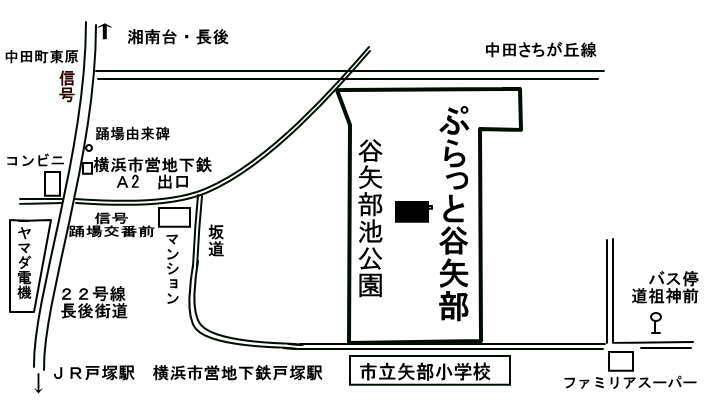 湘南台・長後
中田町東原
信号
中田さちが丘線
踊場由来碑
コンビニ
横浜市営地下鉄
A2 出口
信号
踊場交番前
マンション
坂道
谷矢部池公園
ぷらっと谷矢部
ヤマダ電機
22号線
長後街道
バス停
道祖神前
JR戸塚駅 横浜市営地下鉄戸塚駅
市立矢部小学校
ファミリアスーパー